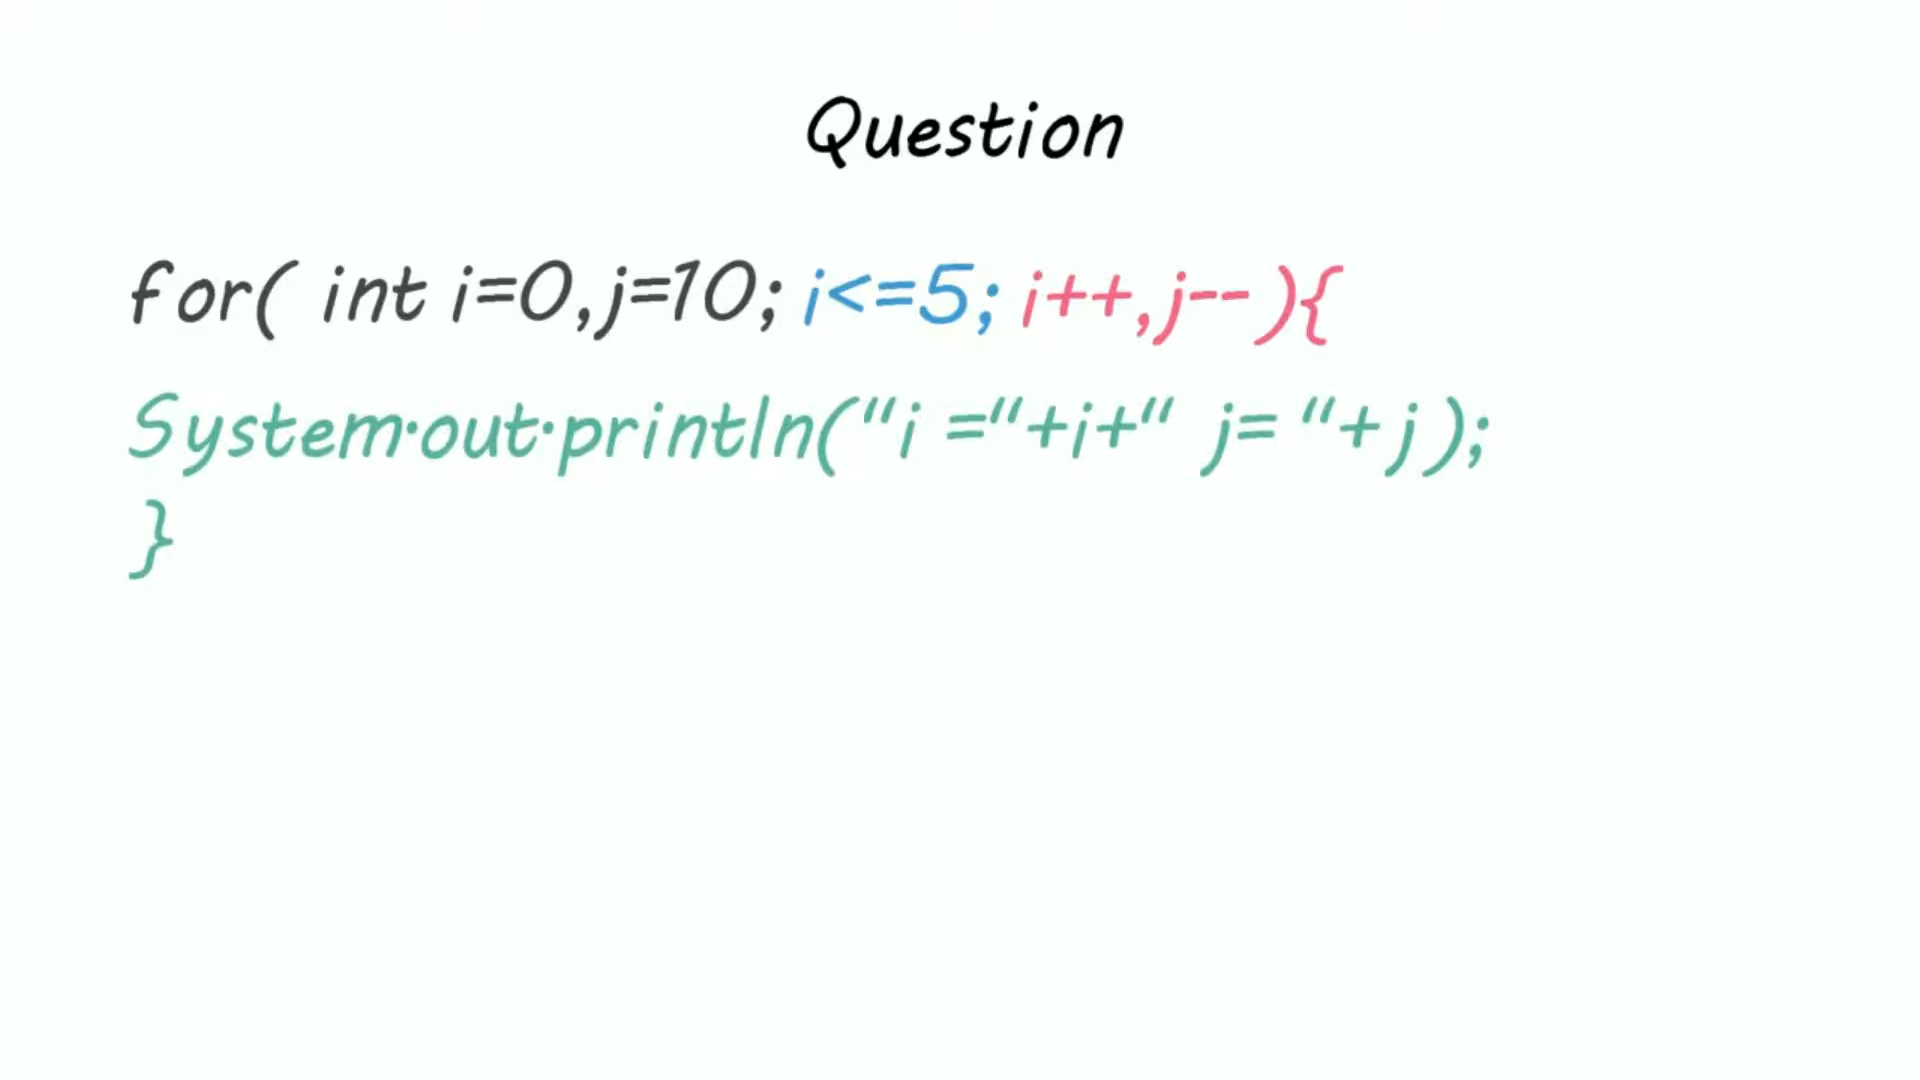 Question
for( int i=0,j=10; i<=5; i++,j--){
System.out.println("i ="+i+" j= "+j);
}